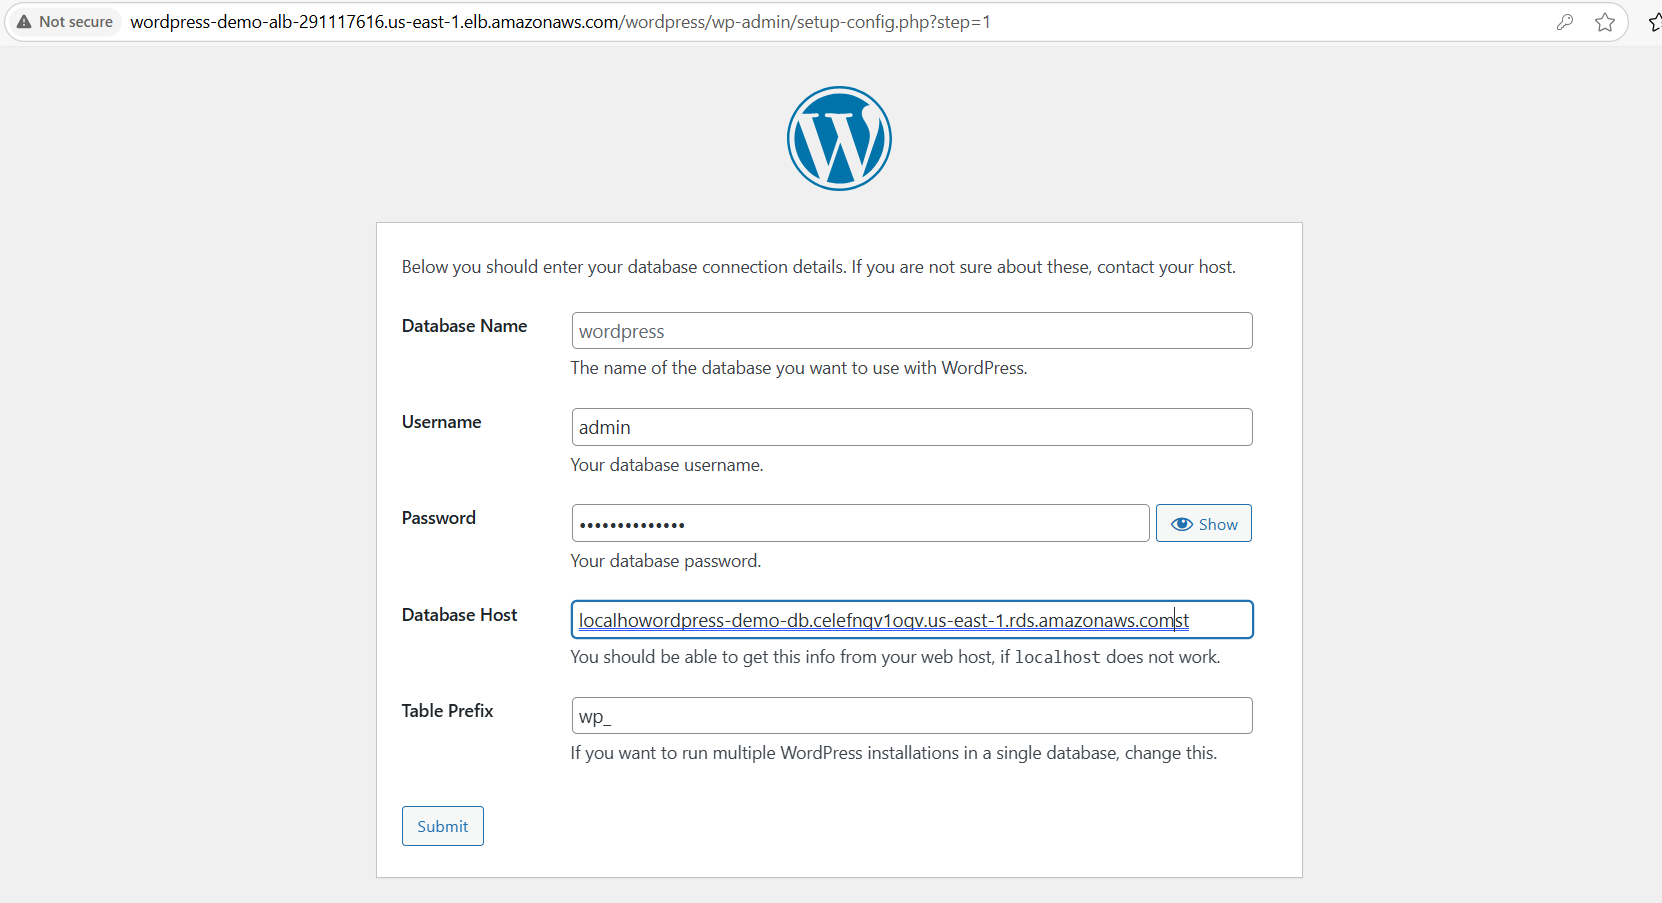 Not secure wordpress-demo-alb-291117616.us-east-1.elb.amazonaws.com/wordpress/wp-admin/setup-config.php?step=1
Below you should enter your database connection details. If you are not sure about these, contact your host.
Database Name
wordpress
The name of the database you want to use with WordPress.
Username
admin
Your database username.
Password
••••••••••••••
Show
Your database password.
Database Host
localhowordpress-demo-db.celefnqv1oqv.us-east-1.rds.amazonaws.comst
You should be able to get this info from your web host, if localhost does not work.
Table Prefix
wp_
If you want to run multiple WordPress installations in a single database, change this.
Submit